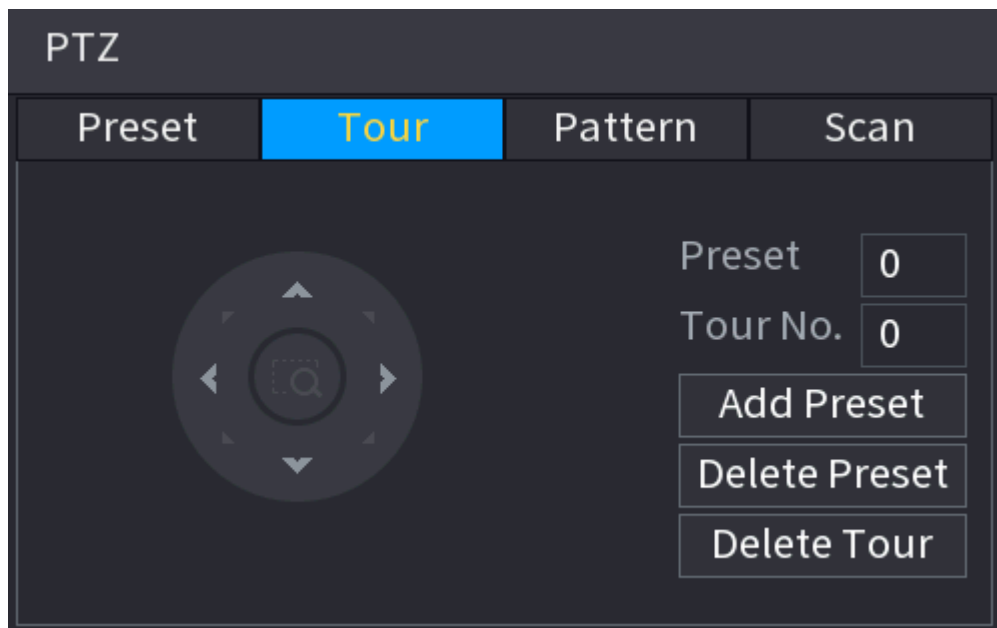 PTZ
Preset Tour Pattern Scan
Preset 0
Tour No. 0
Add Preset
Delete Preset
Delete Tour